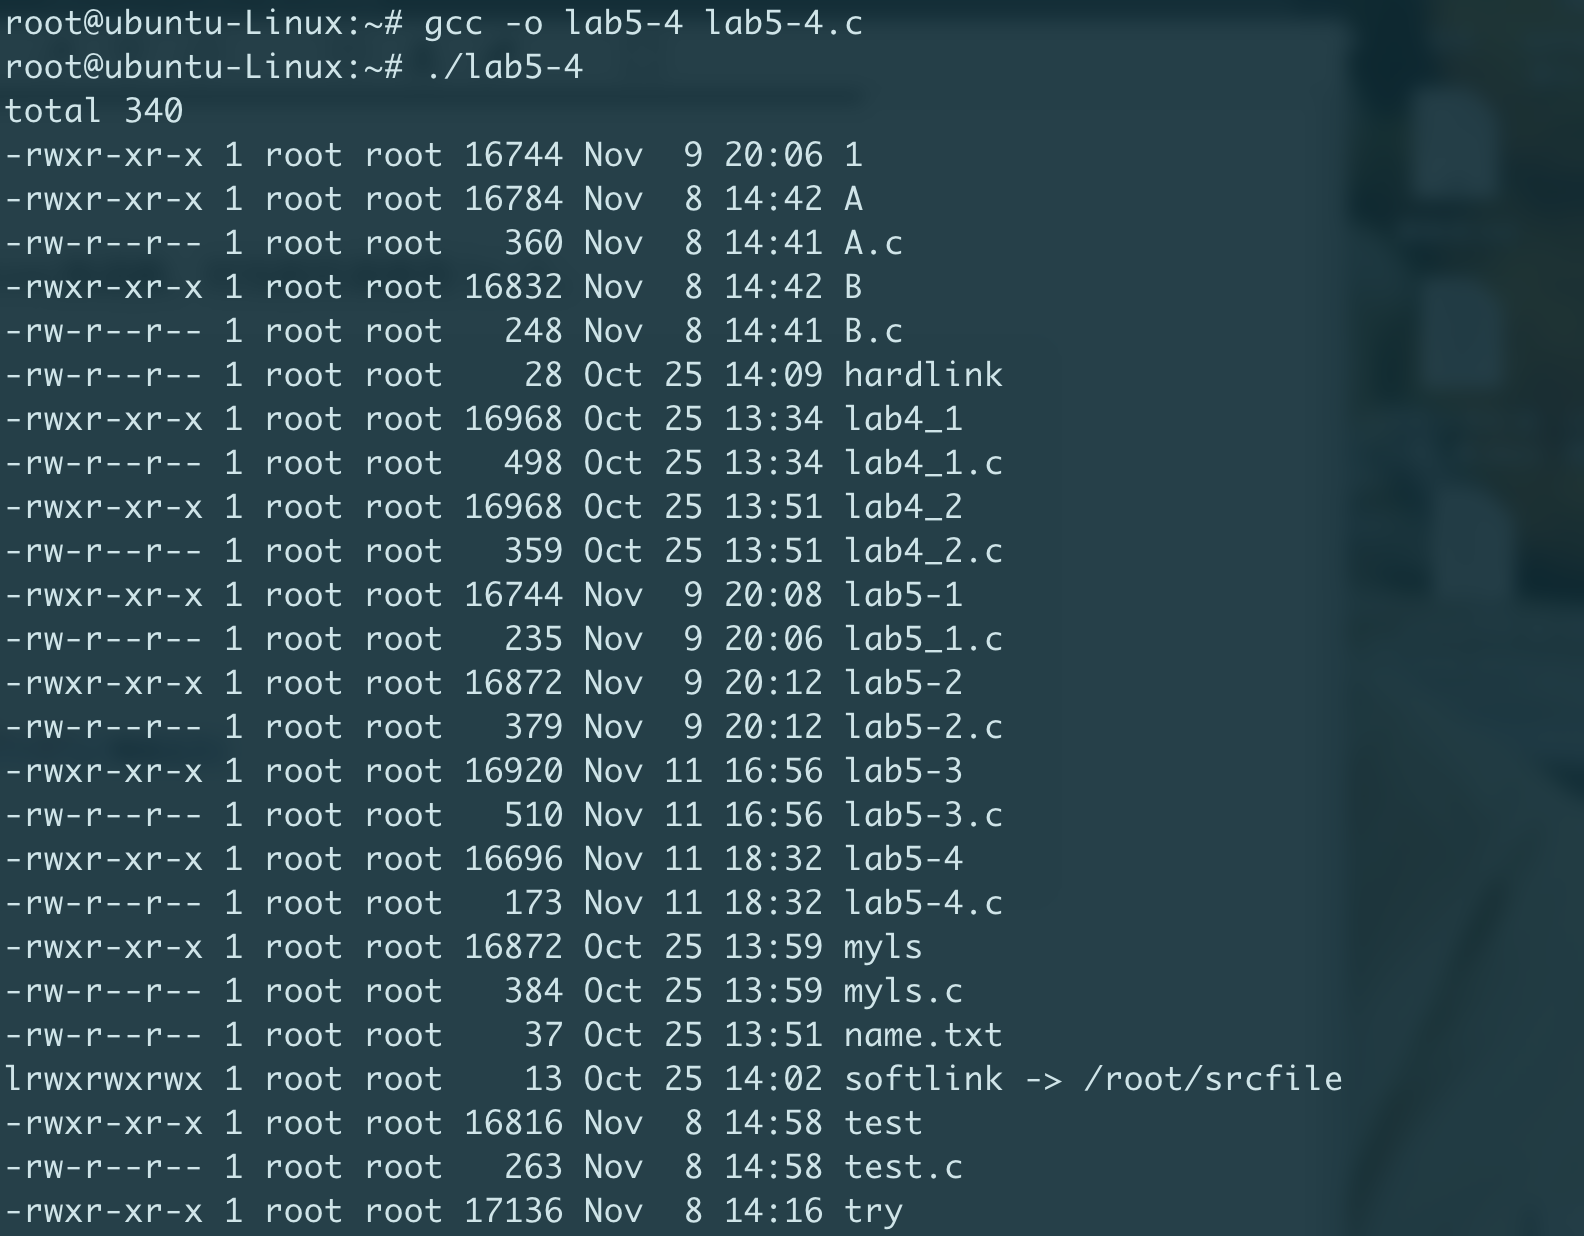 root@ubuntu-Linux:~# gcc -o lab5-4 lab5-4.c
root@ubuntu-Linux:~# ./lab5-4
total 340
-rwxr-xr-x 1 root root 16744 Nov  9 20:06 1
-rwxr-xr-x 1 root root 16784 Nov  8 14:42 A
-rw-r--r-- 1 root root   360 Nov  8 14:41 A.c
-rwxr-xr-x 1 root root 16832 Nov  8 14:42 B
-rw-r--r-- 1 root root   248 Nov  8 14:41 B.c
-rw-r--r-- 1 root root    28 Oct 25 14:09 hardlink
-rwxr-xr-x 1 root root 16968 Oct 25 13:34 lab4_1
-rw-r--r-- 1 root root   498 Oct 25 13:34 lab4_1.c
-rwxr-xr-x 1 root root 16968 Oct 25 13:51 lab4_2
-rw-r--r-- 1 root root   359 Oct 25 13:51 lab4_2.c
-rwxr-xr-x 1 root root 16744 Nov  9 20:08 lab5-1
-rw-r--r-- 1 root root   235 Nov  9 20:06 lab5_1.c
-rwxr-xr-x 1 root root 16872 Nov  9 20:12 lab5-2
-rw-r--r-- 1 root root   379 Nov  9 20:12 lab5-2.c
-rwxr-xr-x 1 root root 16920 Nov 11 16:56 lab5-3
-rw-r--r-- 1 root root   510 Nov 11 16:56 lab5-3.c
-rwxr-xr-x 1 root root 16696 Nov 11 18:32 lab5-4
-rw-r--r-- 1 root root   173 Nov 11 18:32 lab5-4.c
-rwxr-xr-x 1 root root 16872 Oct 25 13:59 myls
-rw-r--r-- 1 root root   384 Oct 25 13:59 myls.c
-rw-r--r-- 1 root root    37 Oct 25 13:51 name.txt
lrwxrwxrwx 1 root root    13 Oct 25 14:02 softlink -> /root/srcfile
-rwxr-xr-x 1 root root 16816 Nov  8 14:58 test
-rw-r--r-- 1 root root   263 Nov  8 14:58 test.c
-rwxr-xr-x 1 root root 17136 Nov  8 14:16 try